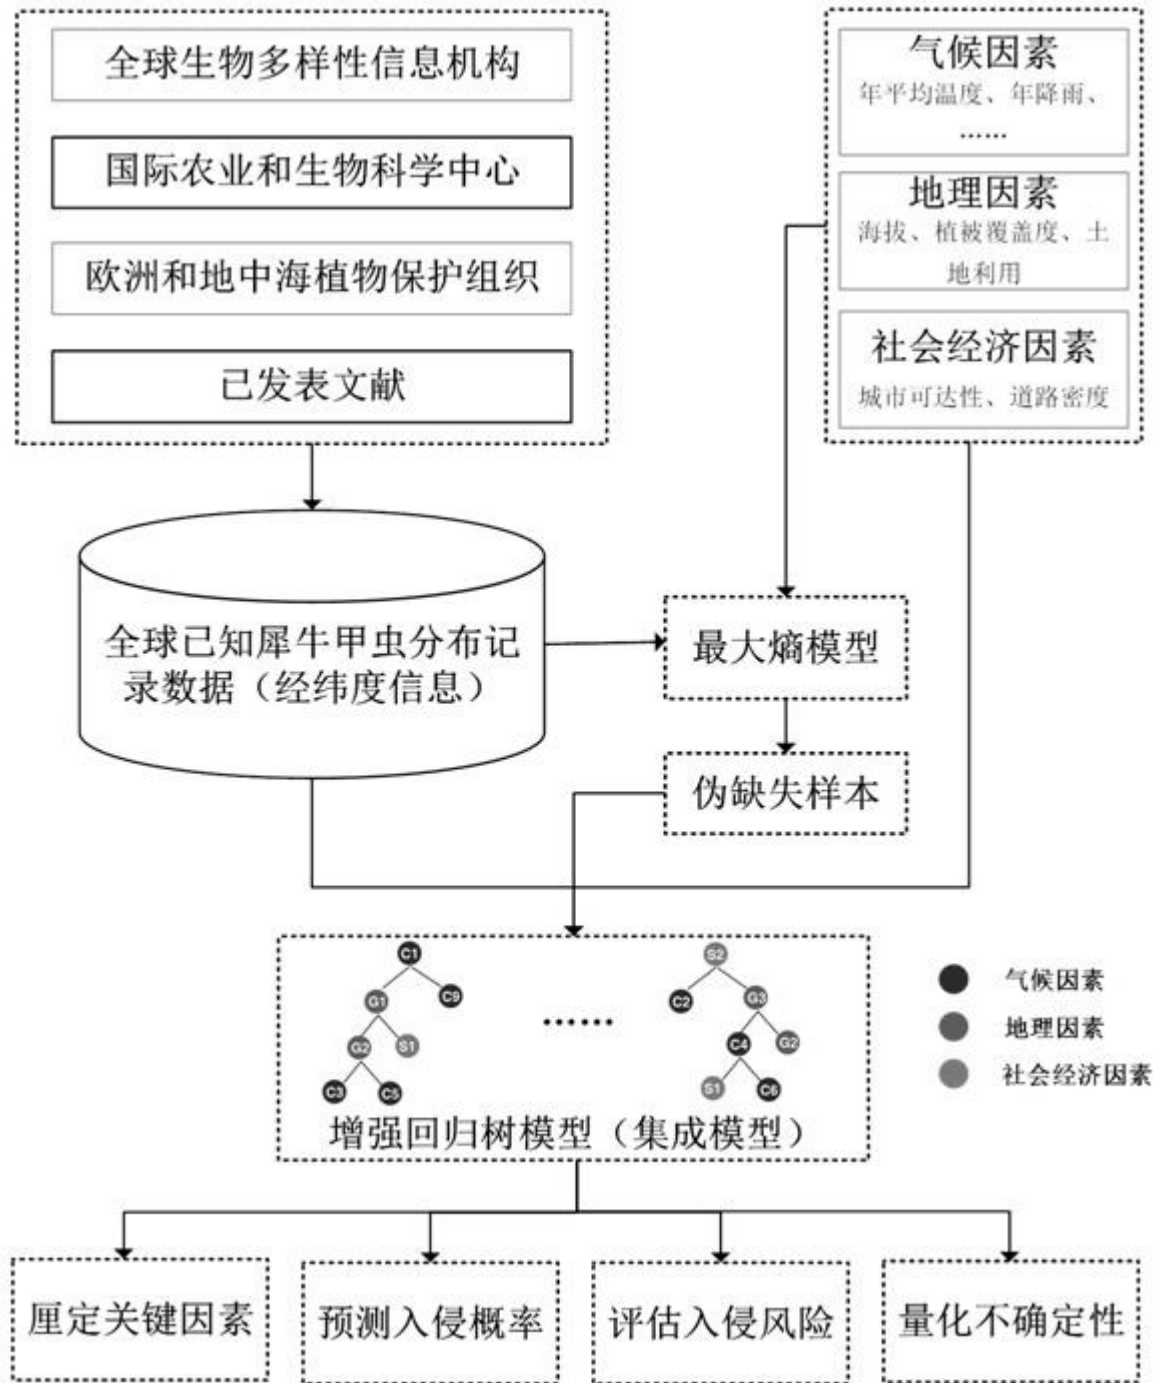 全球生物多样性信息机构
国际农业和生物科学中心
欧洲和地中海植物保护组织
已发表文献
气候因素
年平均温度、年降雨、
……
地理因素
海拔、植被覆盖度、土
地利用
社会经济因素
城市可达性、道路密度
全球已知犀牛甲虫分布记
录数据（经纬度信息）
最大熵模型
伪缺失样本
C1
G1
C9
G2
S1
C3
C5
……
S2
C2
G3
C4
G2
S1
C6
增强回归树模型（集成模型）
气候因素
地理因素
社会经济因素
厘定关键因素
预测入侵概率
评估入侵风险
量化不确定性